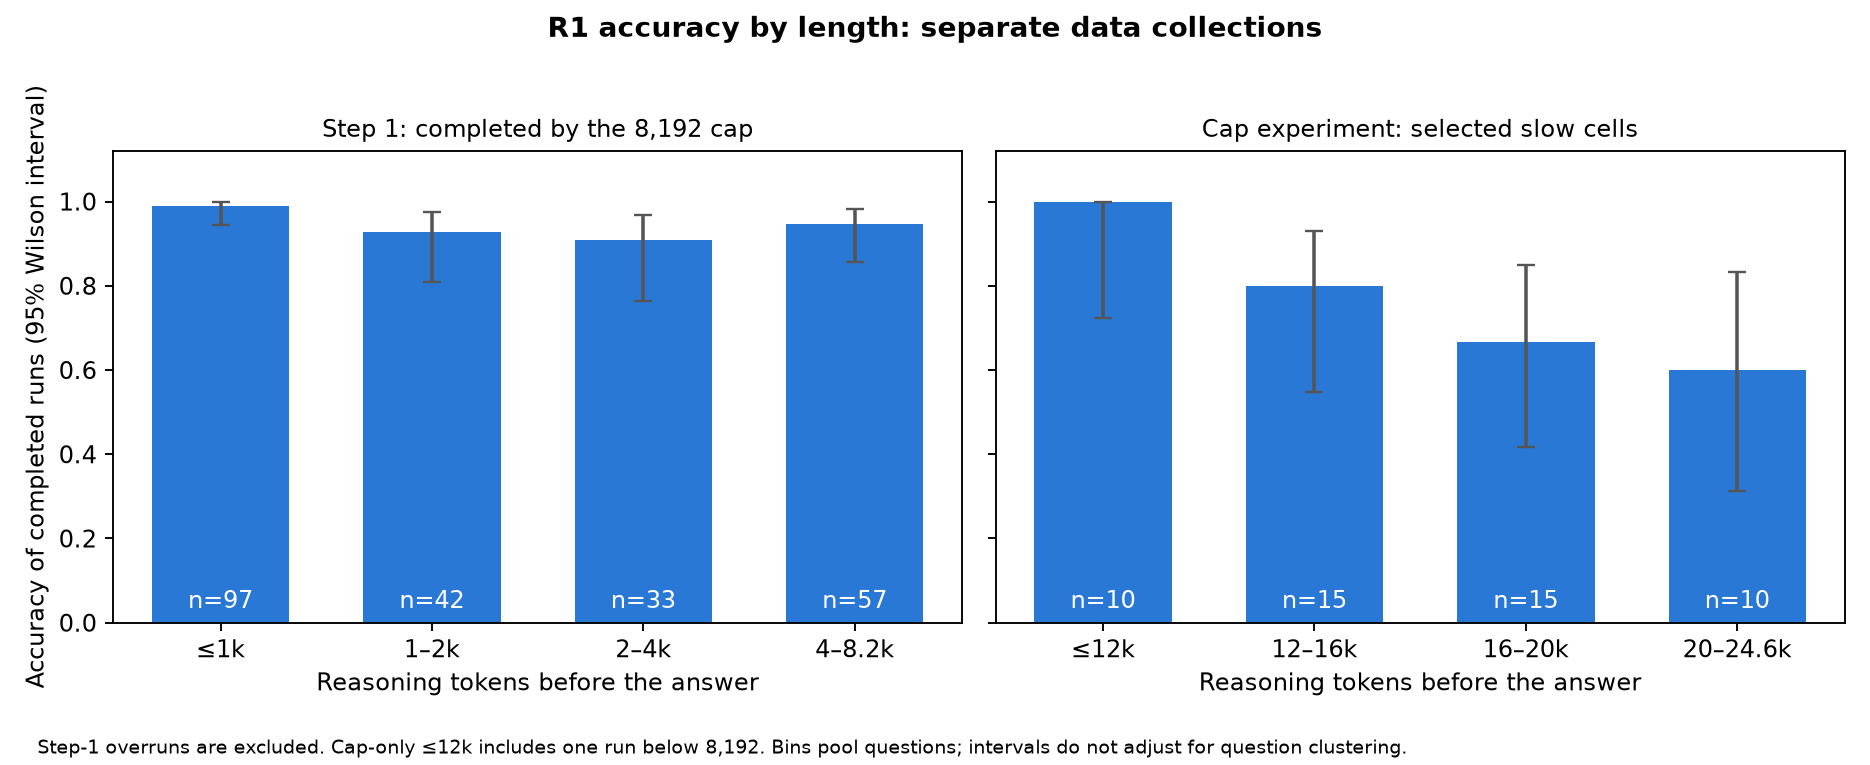 R1 accuracy by length: separate data collections
Accuracy of completed runs (95% Wilson interval)
Step 1: completed by the 8,192 cap
1.0
0.8
0.6
0.4
0.2
0.0
n=97
n=42
n=33
n=57
≤1k
1–2k
2–4k
4–8.2k
Reasoning tokens before the answer
Cap experiment: selected slow cells
n=10
n=15
n=15
n=10
≤12k
12–16k
16–20k
20–24.6k
Reasoning tokens before the answer
Step-1 overruns are excluded. Cap-only ≤12k includes one run below 8,192. Bins pool questions; intervals do not adjust for question clustering.